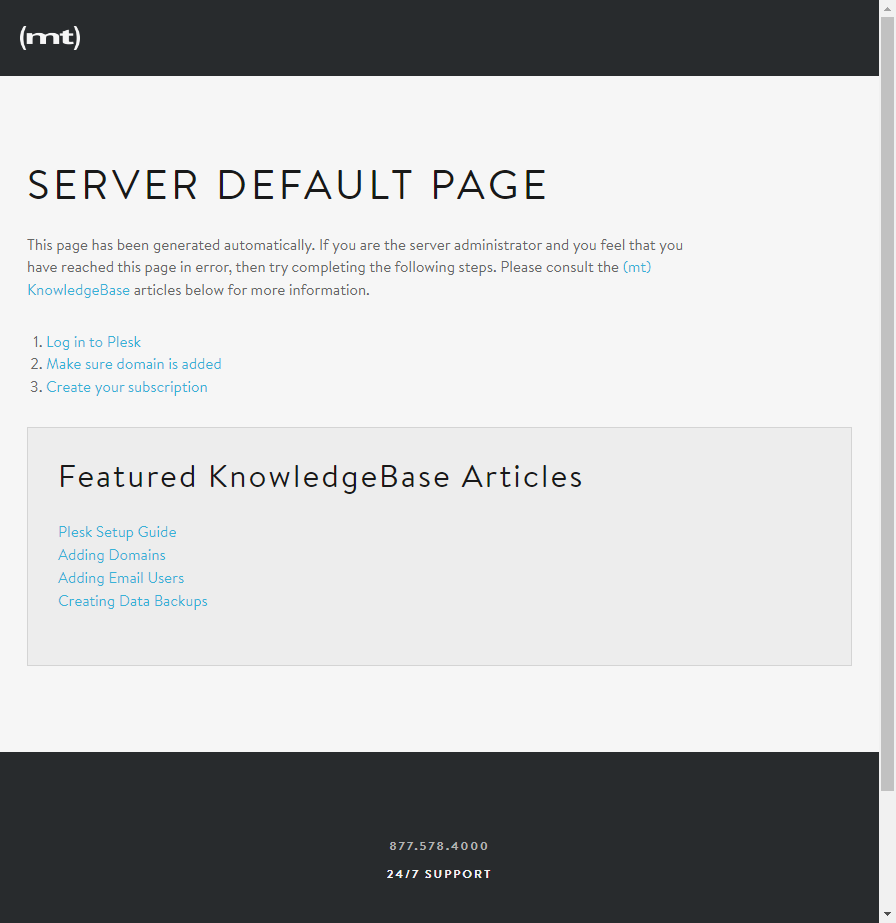 (mt)
SERVER DEFAULT PAGE
This page has been generated automatically. If you are the server administrator and you feel that you
have reached this page in error, then try completing the following steps. Please consult the (mt)
KnowledgeBase articles below for more information.
1. Log in to Plesk
2. Make sure domain is added
3. Create your subscription
Featured KnowledgeBase Articles
Plesk Setup Guide
Adding Domains
Adding Email Users
Creating Data Backups
877.578.4000
24/7 SUPPORT